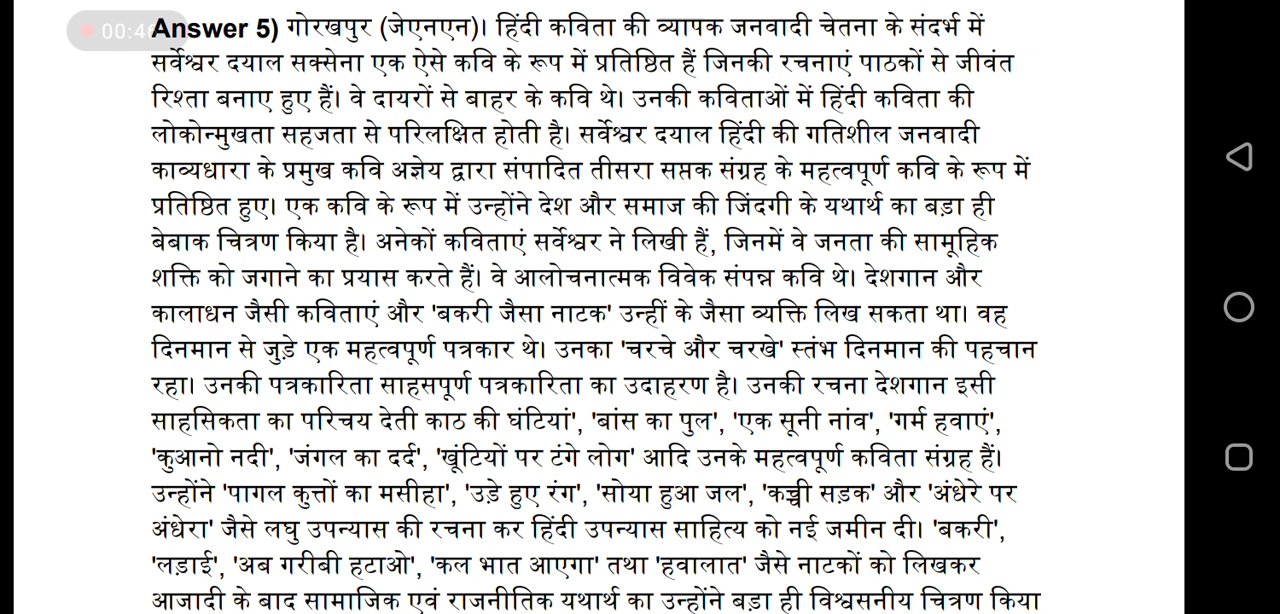 00:46
Answer 5) गोरखपुर (जेएनएन)। हिंदी कविता की व्यापक जनवादी चेतना के संदर्भ में
सर्वेश्वर दयाल सक्सेना एक ऐसे कवि के रूप में प्रतिष्ठित हैं जिनकी रचनाएं पाठकों से जीवंत
रिश्ता बनाए हुए हैं। वे दायरों से बाहर के कवि थे। उनकी कविताओं में हिंदी कविता की
लोकोन्मुखता सहजता से परिलक्षित होती है। सर्वेश्वर दयाल हिंदी की गतिशील जनवादी
काव्यधारा के प्रमुख कवि अज्ञेय द्वारा संपादित तीसरा सप्तक संग्रह के महत्वपूर्ण कवि के रूप में
प्रतिष्ठित हुए। एक कवि के रूप में उन्होंने देश और समाज की जिंदगी के यथार्थ का बड़ा ही
बेबाक चित्रण किया है। अनेकों कविताएं सर्वेश्वर ने लिखी हैं, जिनमें वे जनता की सामूहिक
शक्ति को जगाने का प्रयास करते हैं। वे आलोचनात्मक विवेक संपन्न कवि थे। देशगान और
कालाधन जैसी कविताएं और 'बकरी जैसा नाटक' उन्हीं के जैसा व्यक्ति लिख सकता था। वह
दिनमान से जुड़े एक महत्वपूर्ण पत्रकार थे। उनका 'चरचे और चरखे' स्तंभ दिनमान की पहचान
रहा। उनकी पत्रकारिता साहसपूर्ण पत्रकारिता का उदाहरण है। उनकी रचना देशगान इसी
साहसिकता का परिचय देती काठ की घंटियां', 'बांस का पुल', 'एक सूनी नांव', 'गर्म हवाएं',
'कुआनो नदी', 'जंगल का दर्द', 'खूंटियों पर टंगे लोग' आदि उनके महत्वपूर्ण कविता संग्रह हैं।
उन्होंने 'पागल कुत्तों का मसीहा', 'उड़े हुए रंग', 'सोया हुआ जल', 'कच्ची सड़क' और 'अंधेरे पर
अंधेरा' जैसे लघु उपन्यास की रचना कर हिंदी उपन्यास साहित्य को नई जमीन दी। 'बकरी',
'लड़ाई', 'अब गरीबी हटाओ', 'कल भात आएगा' तथा 'हवालात' जैसे नाटकों को लिखकर
आजादी के बाद सामाजिक एवं राजनीतिक यथार्थ का उन्होंने बड़ा ही विश्वसनीय चित्रण किया